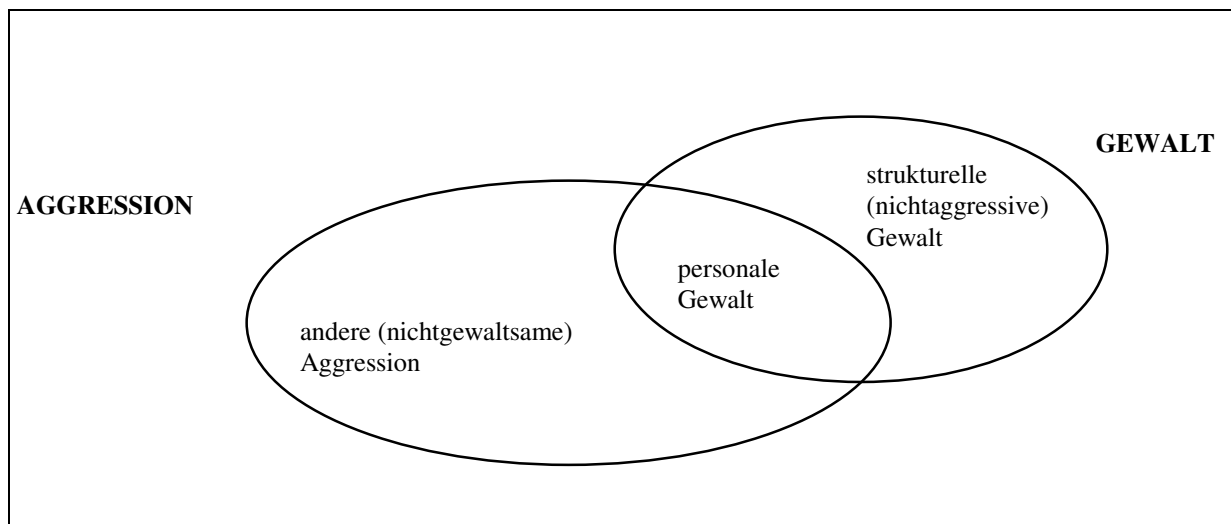 GEWALT
strukturelle
(nichtaggressive)
Gewalt
AGGRESSION
personale
Gewalt
andere (nichtgewaltsame)
Aggression